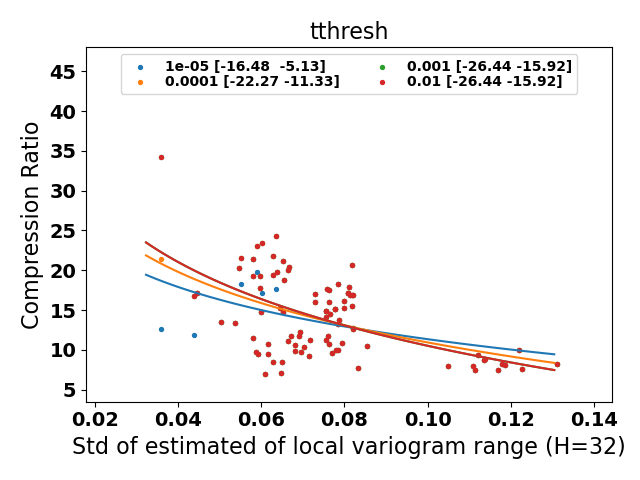 tthresh
1e-05 [-16.48  -5.13]
0.0001 [-22.27 -11.33]
0.001 [-26.44 -15.92]
0.01 [-26.44 -15.92]
Compression Ratio
45
40
35
30
25
20
15
10
5
0.02 0.04 0.06 0.08 0.10 0.12 0.14
Std of estimated of local variogram range (H=32)